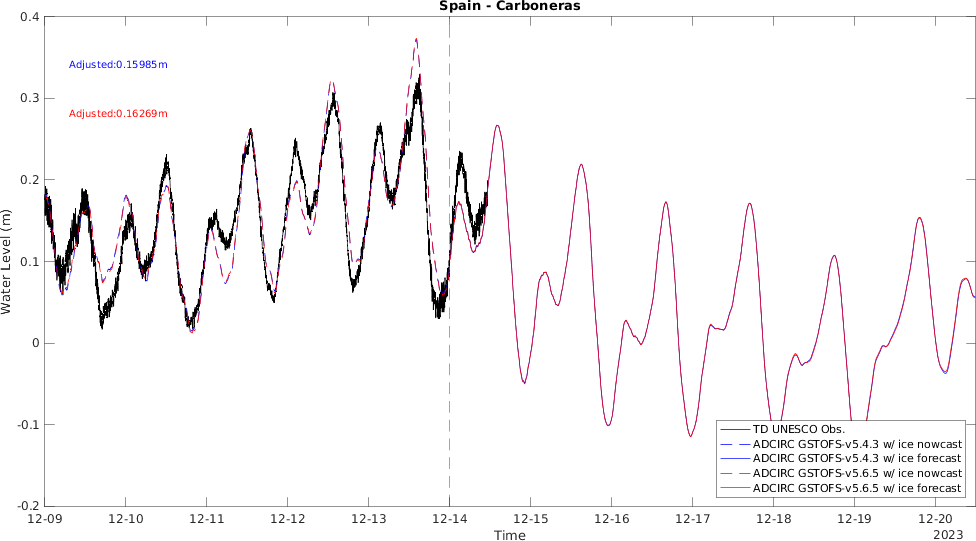 Spain - Carboneras
0.4
0.3
0.2
0.1
0
-0.1
-0.2
Water Level (m)
Adjusted:0.15985m
Adjusted:0.16269m
TD UNESCO Obs.
ADCIRC GSTOFS-v5.4.3 w/ ice nowcast
ADCIRC GSTOFS-v5.4.3 w/ ice forecast
ADCIRC GSTOFS-v5.6.5 w/ ice nowcast
ADCIRC GSTOFS-v5.6.5 w/ ice forecast
12-09 12-10 12-11 12-12 12-13 12-14 12-15 12-16 12-17 12-18 12-19 12-20
Time
2023